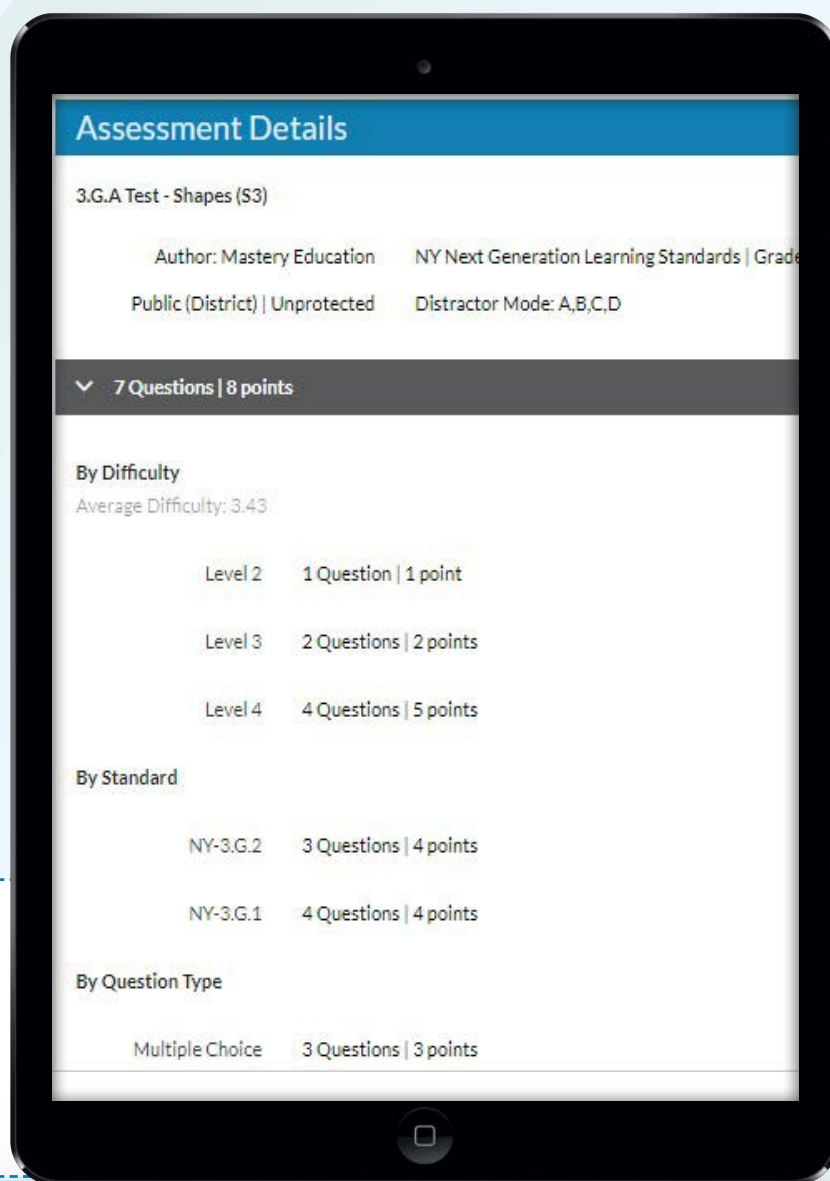 Assessment Details
3.G.A Test - Shapes (S3)
Author: Mastery Education NY Next Generation Learning Standards | Grade
Public (District) | Unprotected Distractor Mode: A,B,C,D
7 Questions | 8 points
By Difficulty
Average Difficulty: 3.43
Level 2 1 Question | 1 point
Level 3 2 Questions | 2 points
Level 4 4 Questions | 5 points
By Standard
NY-3.G.2 3 Questions | 4 points
NY-3.G.1 4 Questions | 4 points
By Question Type
Multiple Choice 3 Questions | 3 points